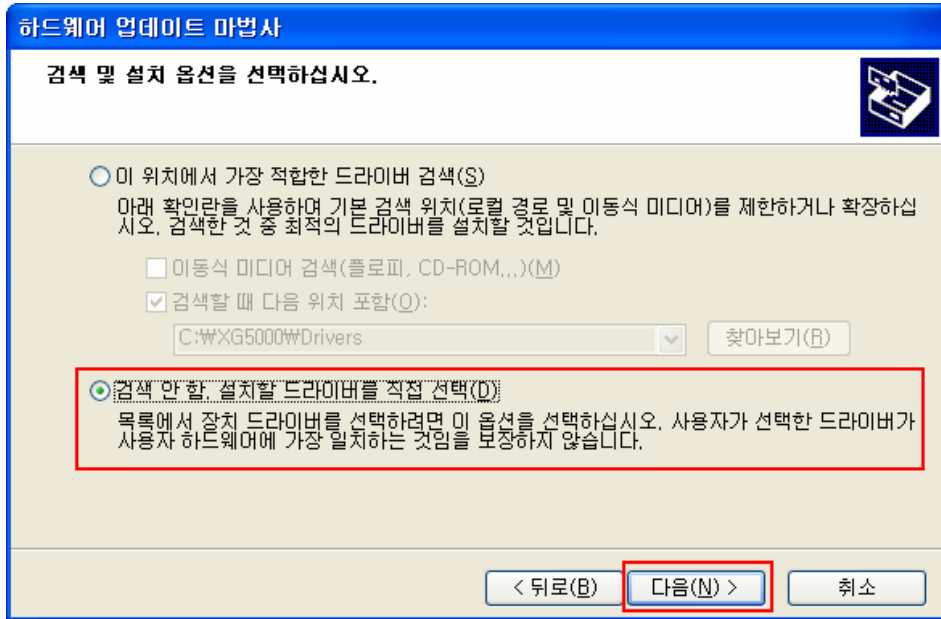 하드웨어 업데이트 마법사
검색 및 설치 옵션을 선택하십시오.
이 위치에서 가장 적합한 드라이버 검색(S)
아래 확인란을 사용하여 기본 검색 위치(로컬 경로 및 이동식 미디어)를 제한하거나 확장하십
시오. 검색한 것 중 최적의 드라이버를 설치할 것입니다.
이동식 미디어 검색(플로피, CD-ROM...)(M)
검색할 때 다음 위치 포함(O):
C:₩XG5000₩Drivers
찾아보기(R)
검색 안 함. 설치할 드라이버를 직접 선택(D)
목록에서 장치 드라이버를 선택하려면 이 옵션을 선택하십시오. 사용자가 선택한 드라이버가
사용자 하드웨어에 가장 일치하는 것임을 보장하지 않습니다.
< 뒤로(B)
다음(N) >
취소